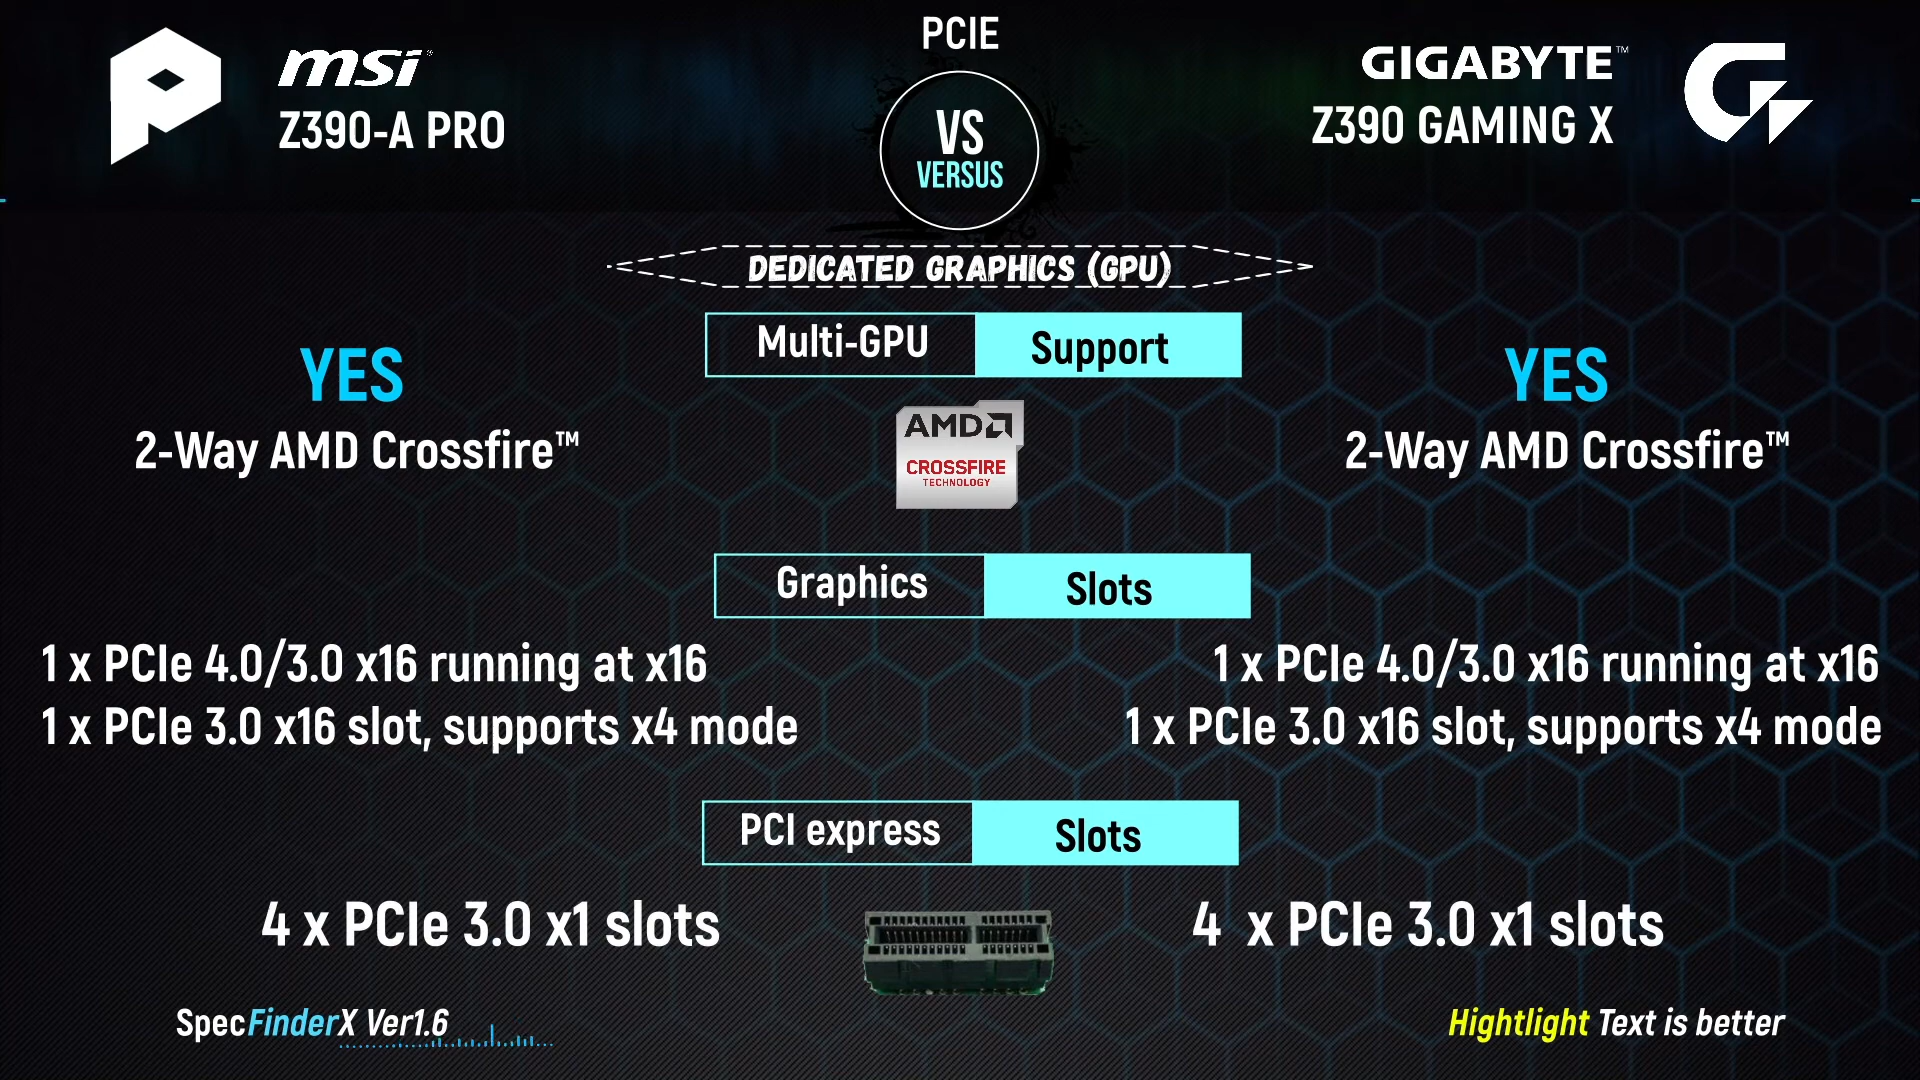 PCIE
msi
Z390-A PRO
VS
VERSUS
GIGABYTE™
Z390 GAMING X
DEDICATED GRAPHICS (GPU)
Multi-GPU Support
YES
2-Way AMD Crossfire™
AMD
CROSSFIRE
TECHNOLOGY
YES
2-Way AMD Crossfire™
Graphics Slots
1 x PCIe 4.0/3.0 x16 running at x16
1 x PCIe 3.0 x16 slot, supports x4 mode
1 x PCIe 4.0/3.0 x16 running at x16
1 x PCIe 3.0 x16 slot, supports x4 mode
PCI express Slots
4 x PCIe 3.0 x1 slots
4 x PCIe 3.0 x1 slots
SpecFinderX Ver1.6
Hightlight Text is better